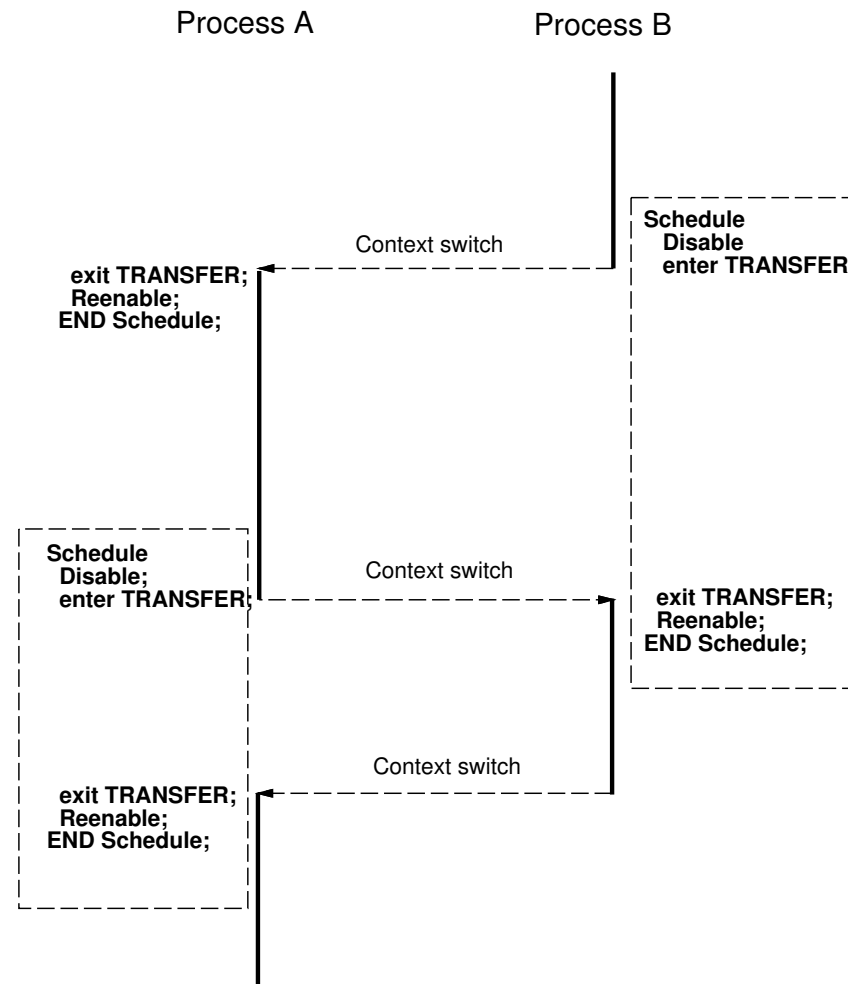 Process A
Process B
Context switch
Schedule
Disable
enter TRANSFER
exit TRANSFER;
Reenable;
END Schedule;
Schedule
Disable;
enter TRANSFER;
Context switch
exit TRANSFER;
Reenable;
END Schedule;
Context switch
exit TRANSFER;
Reenable;
END Schedule;